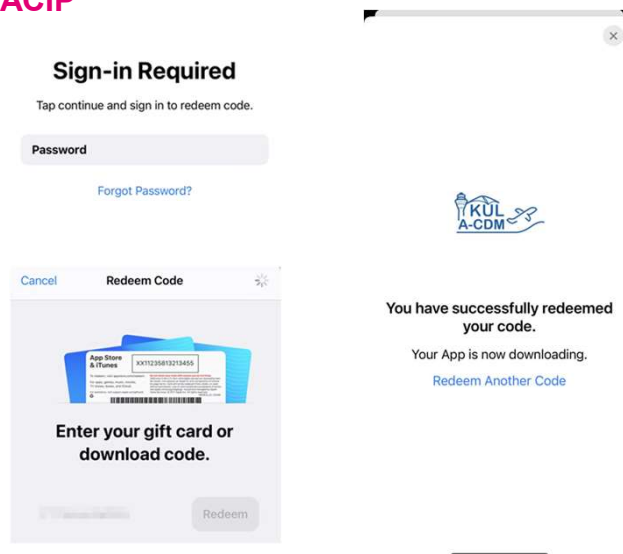 ACIP
Sign-in Required
Tap continue and sign in to redeem code.
Password
Forgot Password?
Cancel
Redeem Code
App Store
& iTunes
XX11235813213455
Enter your gift card or
download code.
Redeem
KUL
A-CDM
You have successfully redeemed
your code.
Your App is now downloading.
Redeem Another Code